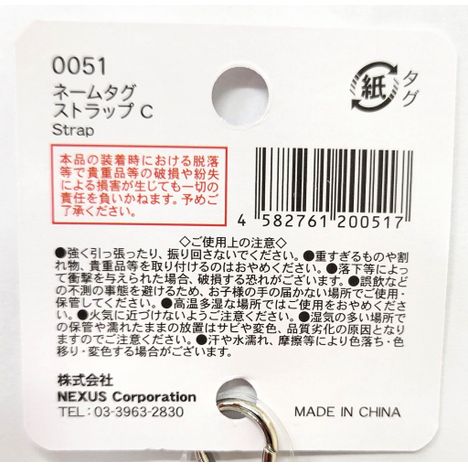 0051
ネームタグ
ストラップ C
Strap
紙
タグ
本品の装着時における脱落
等で貴重品等の破損や紛失
による損害が生じても一切の
責任を負いかねます。予めご
了承ください。
4 582761 200517
◇ご使用上の注意◇
●強く引っ張ったり、振り回さないでください。●重すぎるものや割
れ物、貴重品等を取り付けるのはおやめください。●落下等によっ
て衝撃を与えられた場合、破損する恐れがございます。●誤飲など
の不測の事態を避けるため、お子様の手の届かない場所でご使用・
保管してください。●高温多湿な場所ではご使用をおやめくださ
い。●火気に近づけないようご注意ください。●湿気の多い場所で
の保管や濡れたままの放置はサビや変色、品質劣化の原因となり
ますのでご注意ください。●汗や水濡れ、摩擦等により色落ち・色
移り・変色する場合がございます。
株式会社
NEXUS Corporation
TEL:03-3963-2830
MADE IN CHINA